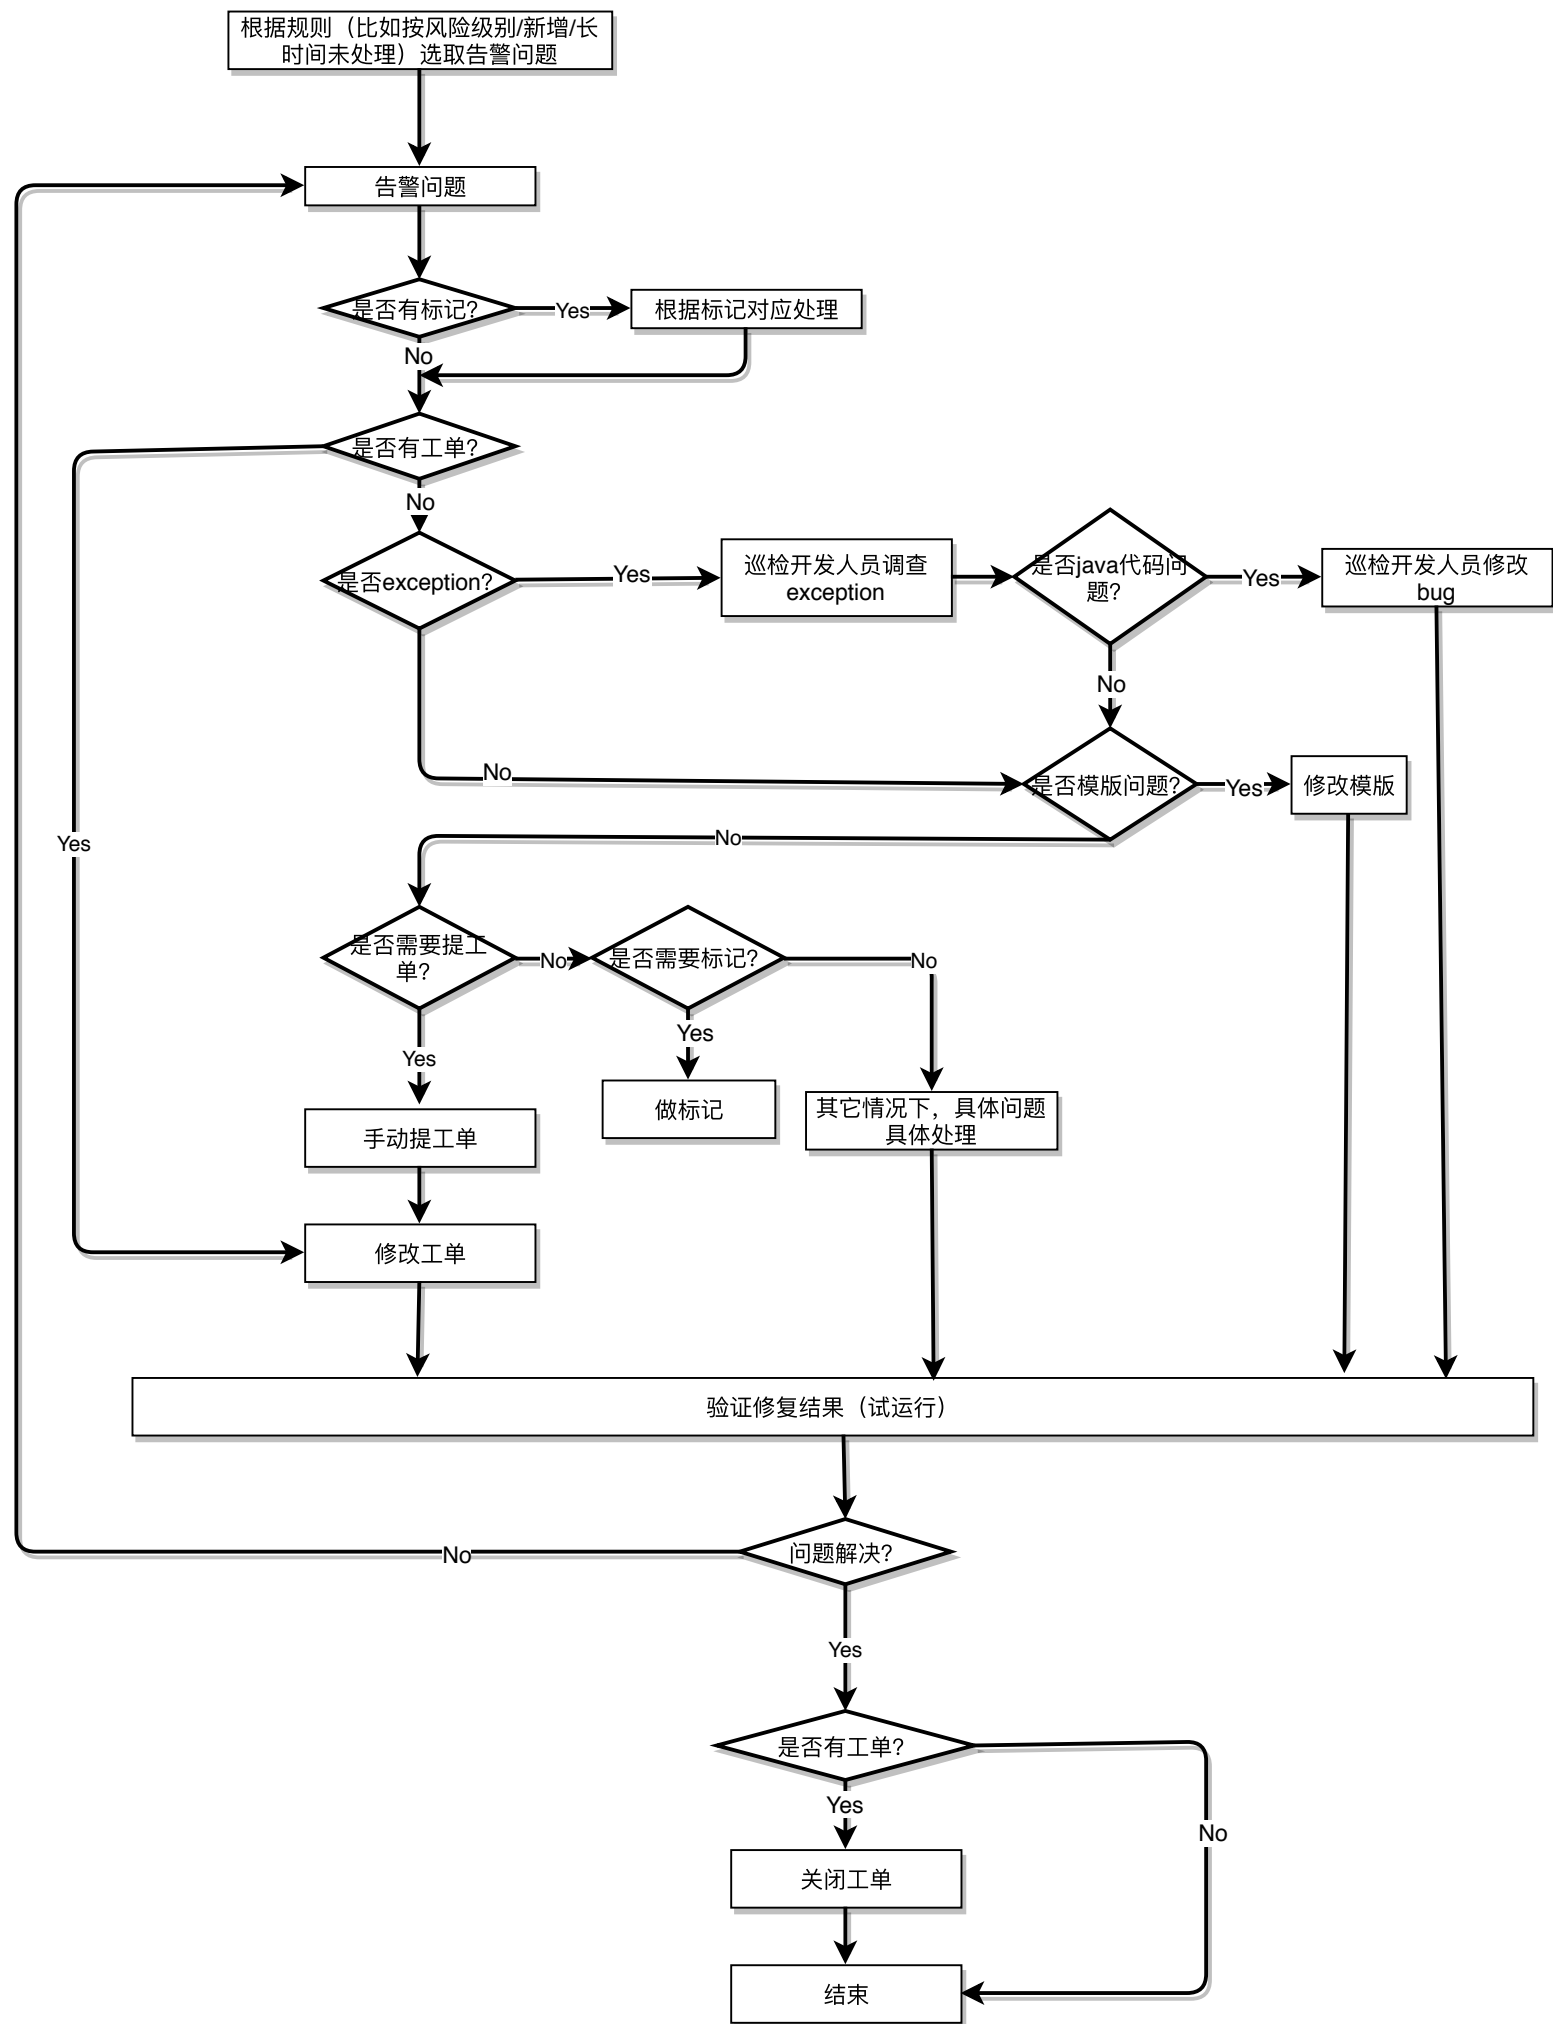 根据规则（比如按风险级别/新增/长
时间未处理）选取告警问题
告警问题
是否有标记？
Yes
根据标记对应处理
No
是否有工单？
No
是否exception？
Yes
巡检开发人员调查
exception
是否java代码问
题？
Yes
巡检开发人员修改
bug
No
No
是否模版问题？
Yes
修改模版
No
Yes
是否需要提工
单？
No
是否需要标记？
No
Yes
Yes
做标记
其它情况下，具体问题
具体处理
手动提工单
修改工单
验证修复结果（试运行）
问题解决？
No
Yes
是否有工单？
Yes
No
关闭工单
结束